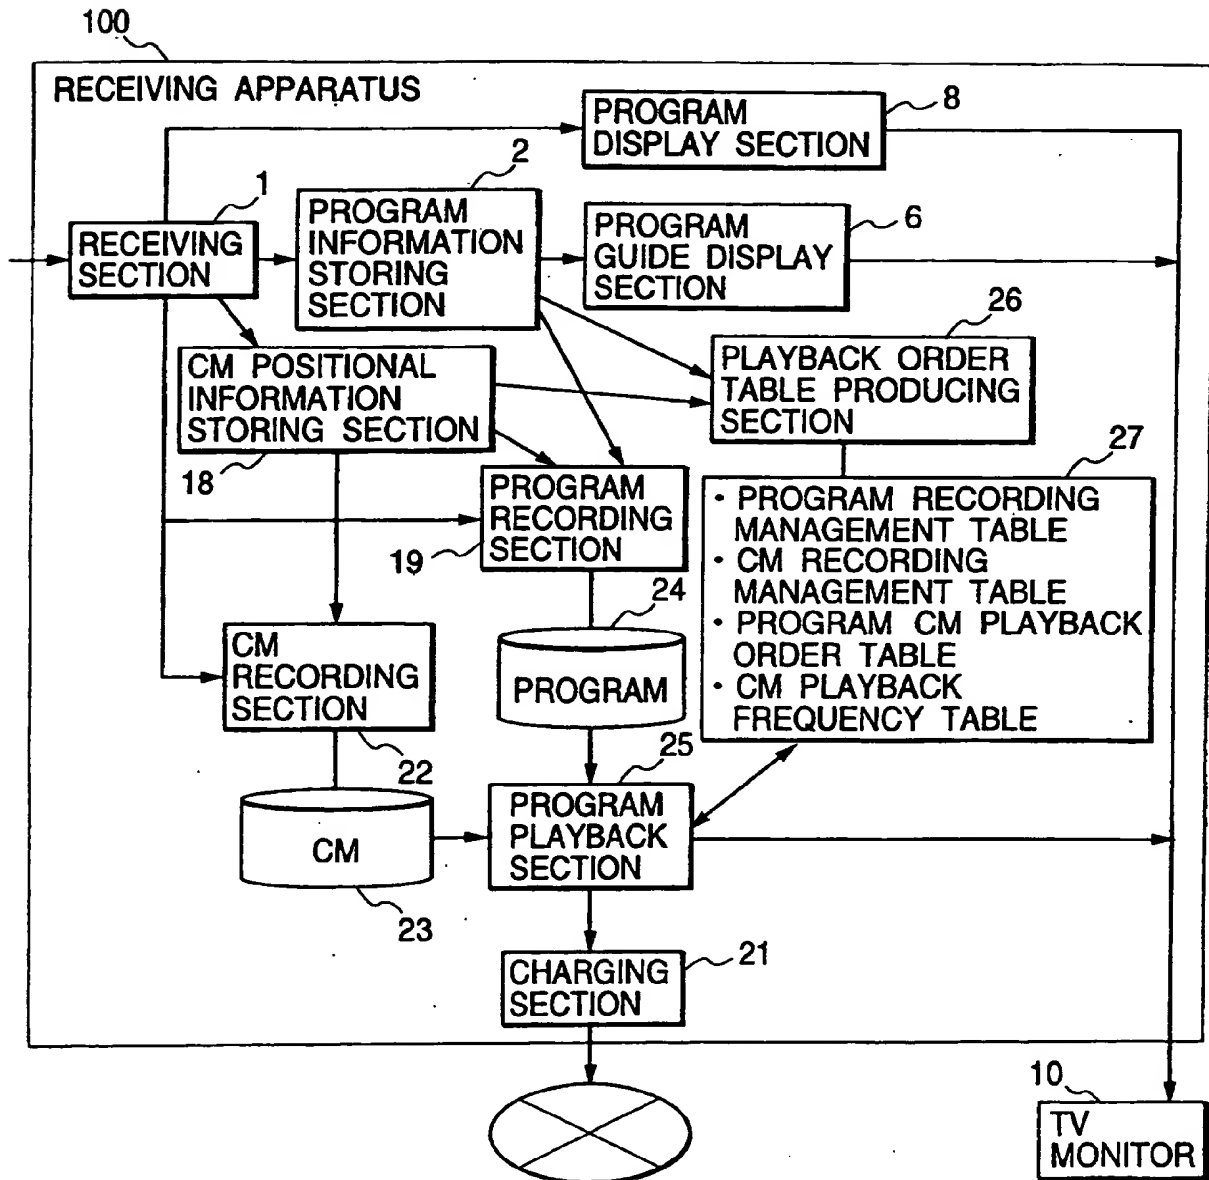 100
RECEIVING APPARATUS
PROGRAM
DISPLAY SECTION
8
1
RECEIVING
SECTION
2
PROGRAM
INFORMATION
STORING
SECTION
PROGRAM
GUIDE DISPLAY
SECTION
6
CM POSITIONAL
INFORMATION
STORING SECTION
18
26
PLAYBACK ORDER
TABLE PRODUCING
SECTION
PROGRAM
RECORDING
SECTION
19
27
· PROGRAM RECORDING
MANAGEMENT TABLE
· CM RECORDING
MANAGEMENT TABLE
· PROGRAM CM PLAYBACK
ORDER TABLE
· CM PLAYBACK
FREQUENCY TABLE
CM
RECORDING
SECTION
22
24
PROGRAM
CM
23
25
PROGRAM
PLAYBACK
SECTION
CHARGING
SECTION
21
10
TV
MONITOR